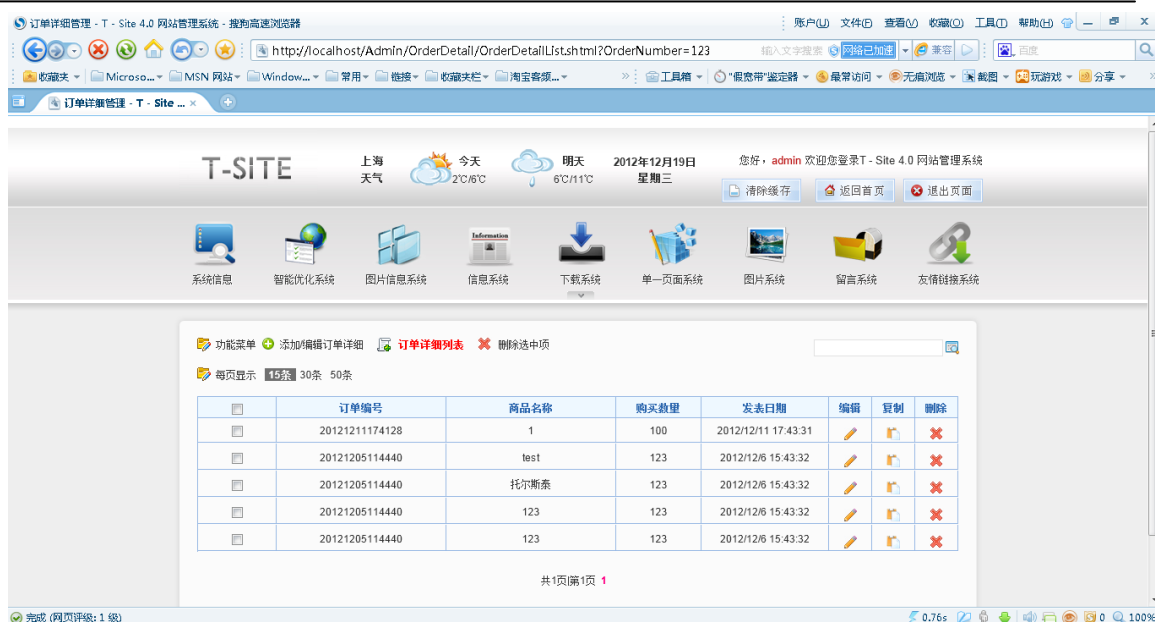 订单详细管理 - T - Site 4.0 网站管理系统 - 搜狗高速浏览器 账户(U) 文件(F) 查看(V) 收藏(O) 工具(T) 帮助(H)
http://localhost/Admin/OrderDetail/OrderDetailList.shtml?OrderNumber=123 输入文字搜索 网络已加速 兼容 百度
收藏夹 Microso... MSN 网站 Window... 常用 链接 收藏夹栏 淘宝客频... » 工具箱 "假宽带"鉴定器 最常访问 无痕浏览 截图 玩游戏 分享
订单详细管理 - T - Site ... ×
T-SITE
上海 今天 明天 2012年12月19日 您好，admin 欢迎您登录T - Site 4.0 网站管理系统
天气 2℃/6℃ 6℃/11℃ 星期三
清除缓存 返回首页 退出页面
Information
系统信息 智能优化系统 图片信息系统 信息系统 下载系统 单一页面系统 图片系统 留言系统 友情链接系统
功能菜单 添加/编辑订单详细 订单详细列表 删除选中项
每页显示 15条 30条 50条
订单编号 商品名称 购买数量 发表日期 编辑 复制 删除
20121211174128 1 100 2012/12/11 17:43:31
20121205114440 test 123 2012/12/6 15:43:32
20121205114440 托尔斯泰 123 2012/12/6 15:43:32
20121205114440 123 123 2012/12/6 15:43:32
20121205114440 123 123 2012/12/6 15:43:32
共1页|第1页 1
完成 (网页评级: 1 级) 0.76s 0 100%